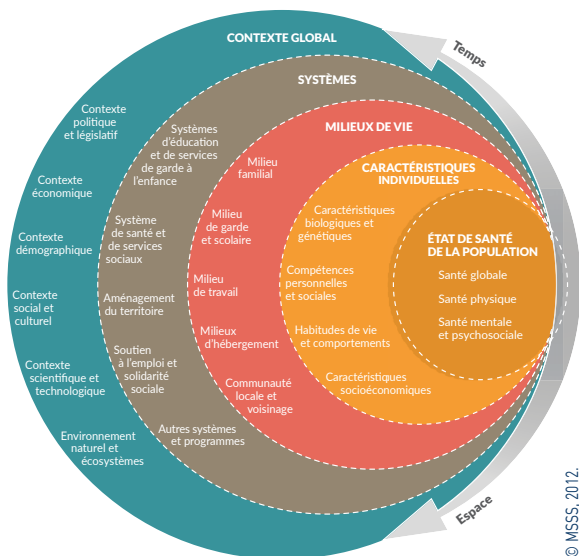 CONTEXTE GLOBAL
Temps
SYSTÈMES
MILIEUX DE VIE
CARACTÉRISTIQUES
INDIVIDUELLES
ÉTAT DE SANTÉ
DE LA POPULATION
Santé globale
Santé physique
Santé mentale
et psychosociale
Contexte
politique
et législatif
Contexte
économique
Contexte
démographique
Contexte
social et
culturel
Contexte
scientifique et
technologique
Environnement
naturel et
écosystèmes
Systèmes
d'éducation
et de services
de garde à
l'enfance
Système
de santé et
de services
sociaux
Aménagement
du territoire
Soutien
à l'emploi et
solidarité
sociale
Autres systèmes
et programmes
Milieu
familial
Milieu
de garde
et scolaire
Milieu
de travail
Milieux
d'hébergement
Communauté
locale et
voisinage
Caractéristiques
biologiques et
génétiques
Compétences
personnelles
et sociales
Habitudes de vie
et comportements
Caractéristiques
socioéconomiques
Espace
© MSSS, 2012.